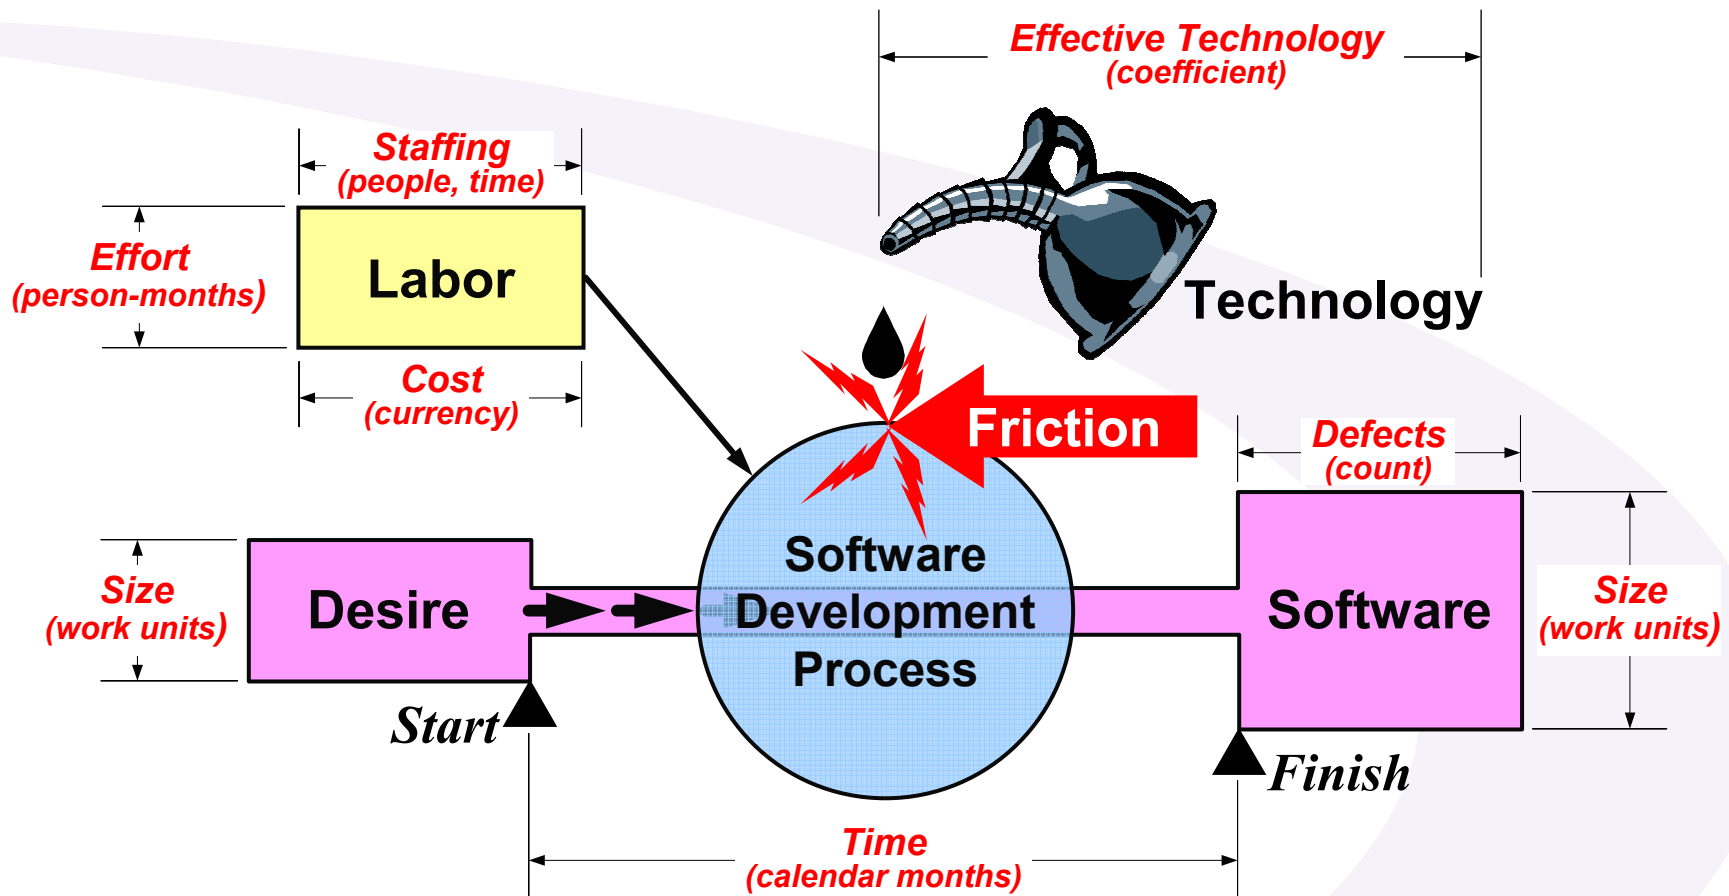 Effective Technology
(coefficient)
Staffing
(people, time)
Effort
(person-months)
Labor
Technology
Cost
(currency)
Friction
Defects
(count)
Size
(work units)
Desire
Software
Development
Process
Software
Size
(work units)
Start
Finish
Time
(calendar months)